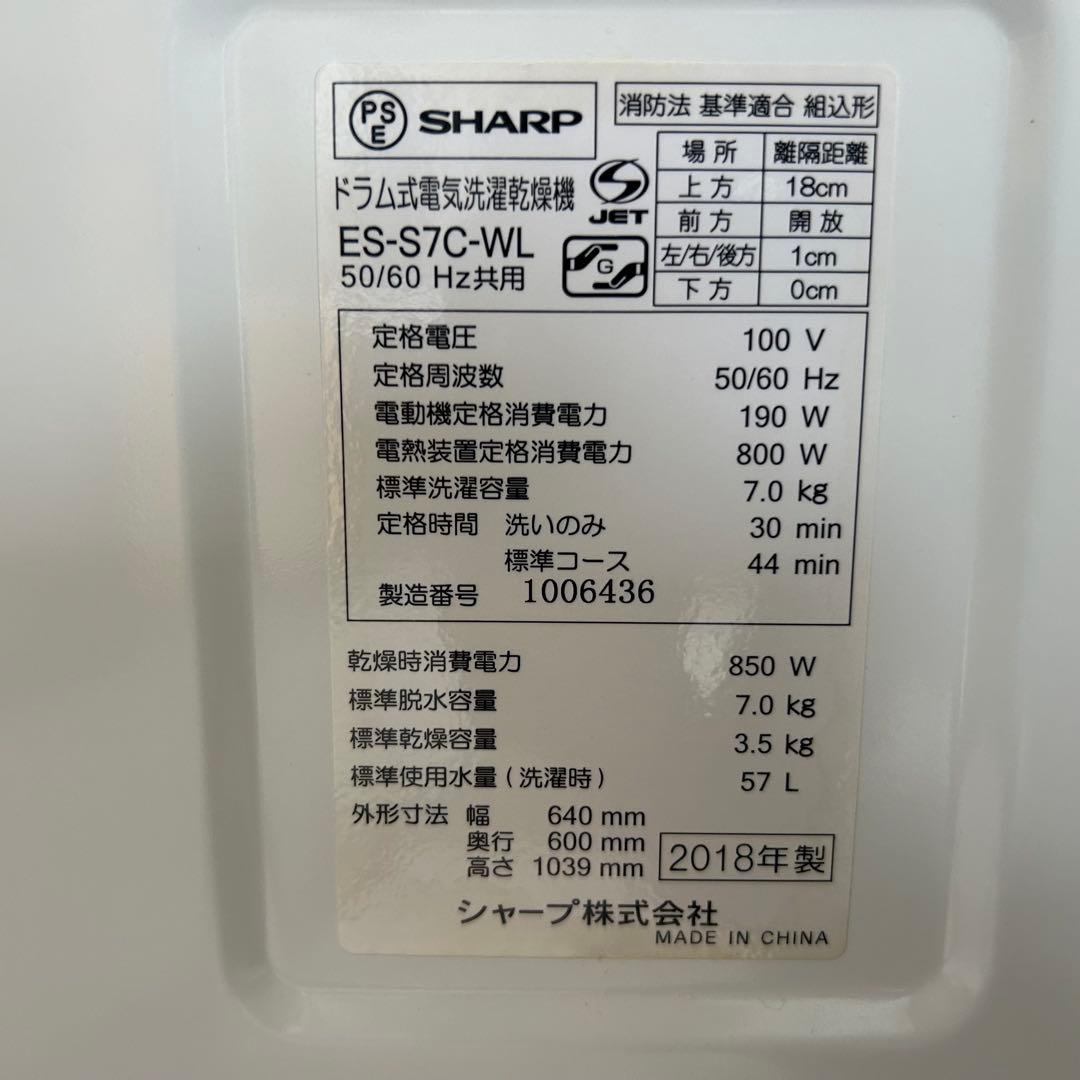 PSE SHARP
消防法 基準適合 組込形
場所 離隔距離
上方 18cm
前方 開放
左/右/後方 1cm
下方 0cm
ドラム式電気洗濯乾燥機
JET
ES-S7C-WL
G
50/60 Hz共用
定格電圧 100 V
定格周波数 50/60 Hz
電動機定格消費電力 190 W
電熱装置定格消費電力 800 W
標準洗濯容量 7.0 kg
定格時間 洗いのみ 30 min
標準コース 44 min
製造番号 1006436
乾燥時消費電力 850 W
標準脱水容量 7.0 kg
標準乾燥容量 3.5 kg
標準使用水量(洗濯時) 57 L
外形寸法 幅 640 mm
奥行 600 mm
高さ 1039 mm
2018年製
シャープ株式会社
MADE IN CHINA